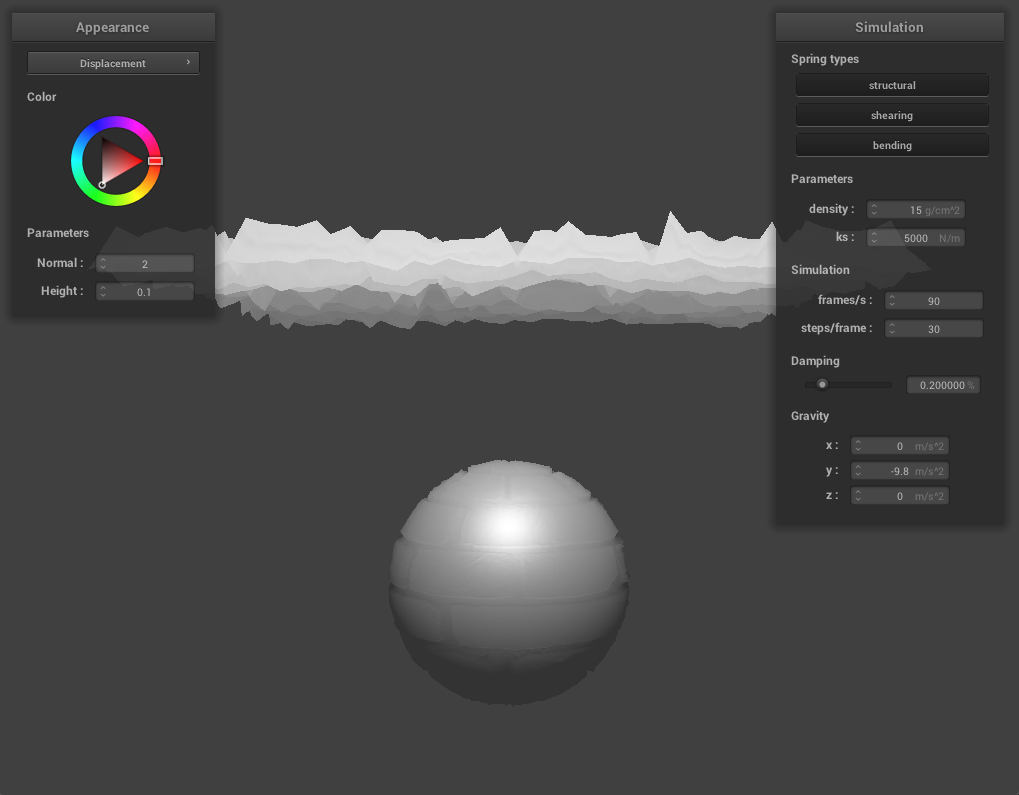 Appearance
Displacement
Color
Parameters
Normal : 2
Height : 0.1
Simulation
Spring types
structural
shearing
bending
Parameters
density : 15 g/cm^2
ks : 5000 N/m
Simulation
frames/s : 90
steps/frame : 30
Damping
0.200000 %
Gravity
x : 0 m/s^2
y : -9.8 m/s^2
z : 0 m/s^2